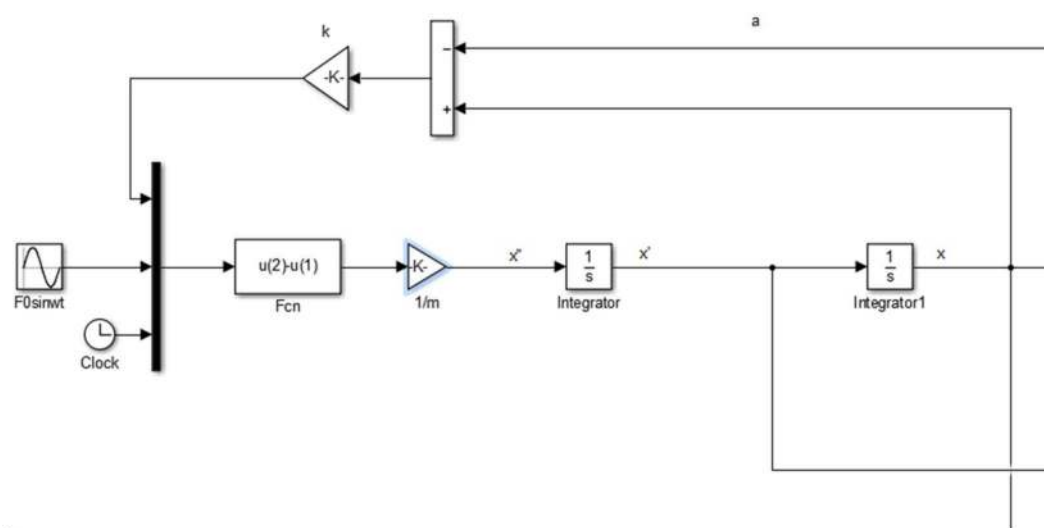 a
k
-K-
−
+
F0sinwt
Clock
u(2)-u(1)
Fcn
-K-
1/m
x''
1
s
Integrator
x'
1
s
Integrator1
x